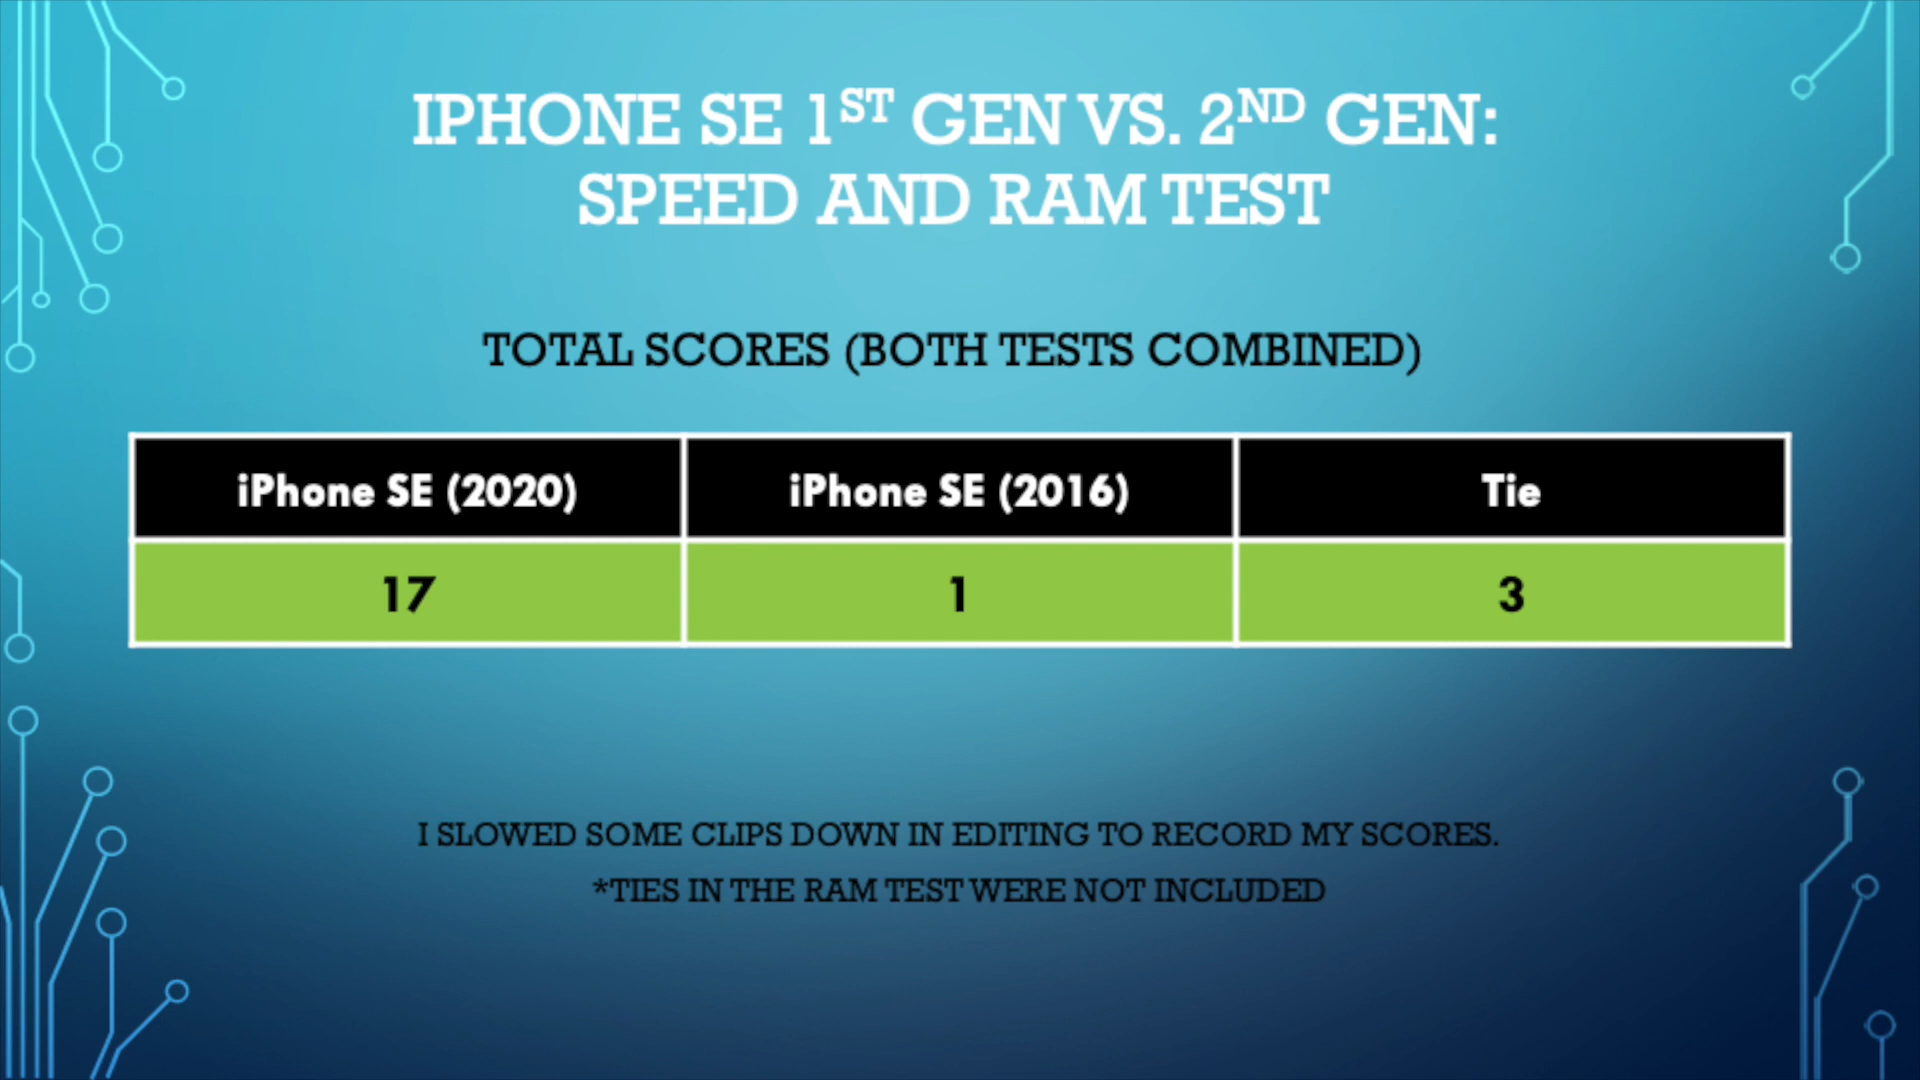 IPHONE SE 1ST GEN VS. 2ND GEN:
SPEED AND RAM TEST
TOTAL SCORES (BOTH TESTS COMBINED)
iPhone SE (2020) iPhone SE (2016) Tie
17 1 3
I SLOWED SOME CLIPS DOWN IN EDITING TO RECORD MY SCORES.
*TIES IN THE RAM TEST WERE NOT INCLUDED